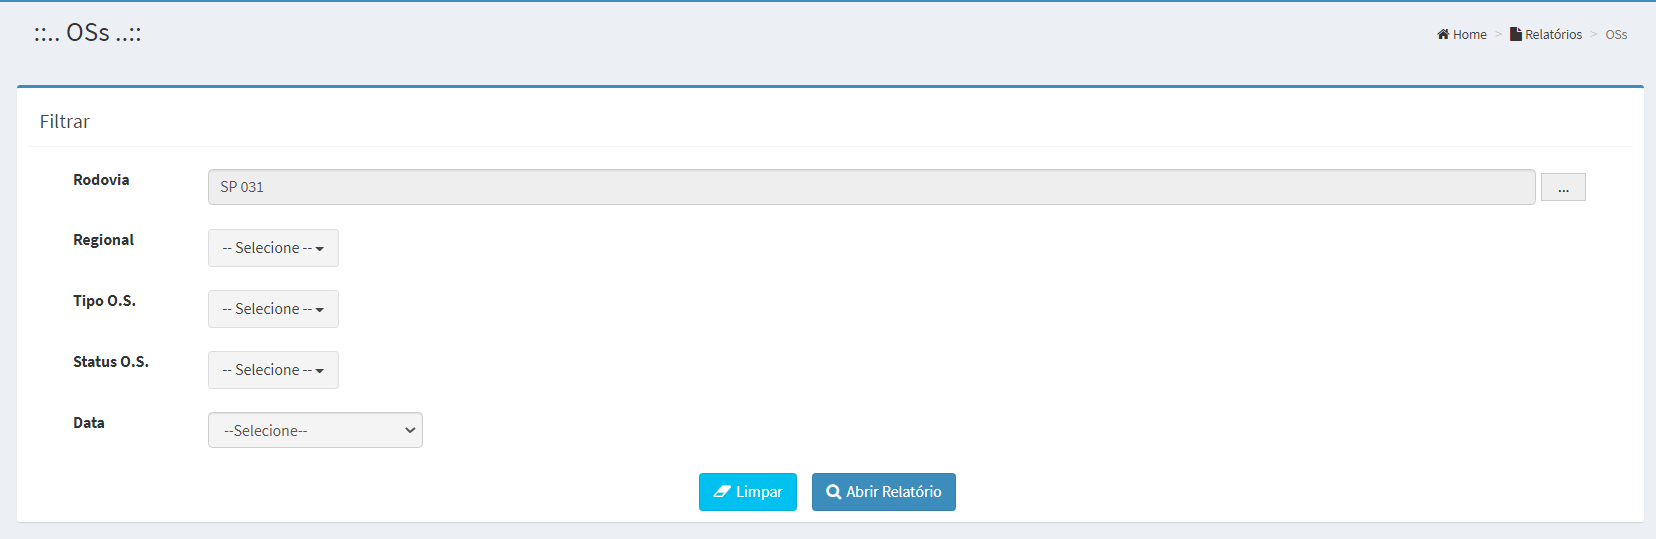 ::.. OSs ..::
Home > Relatórios > OSs
Filtrar
Rodovia SP 031 ...
Regional -- Selecione --
Tipo O.S. -- Selecione --
Status O.S. -- Selecione --
Data --Selecione--
Limpar Abrir Relatório